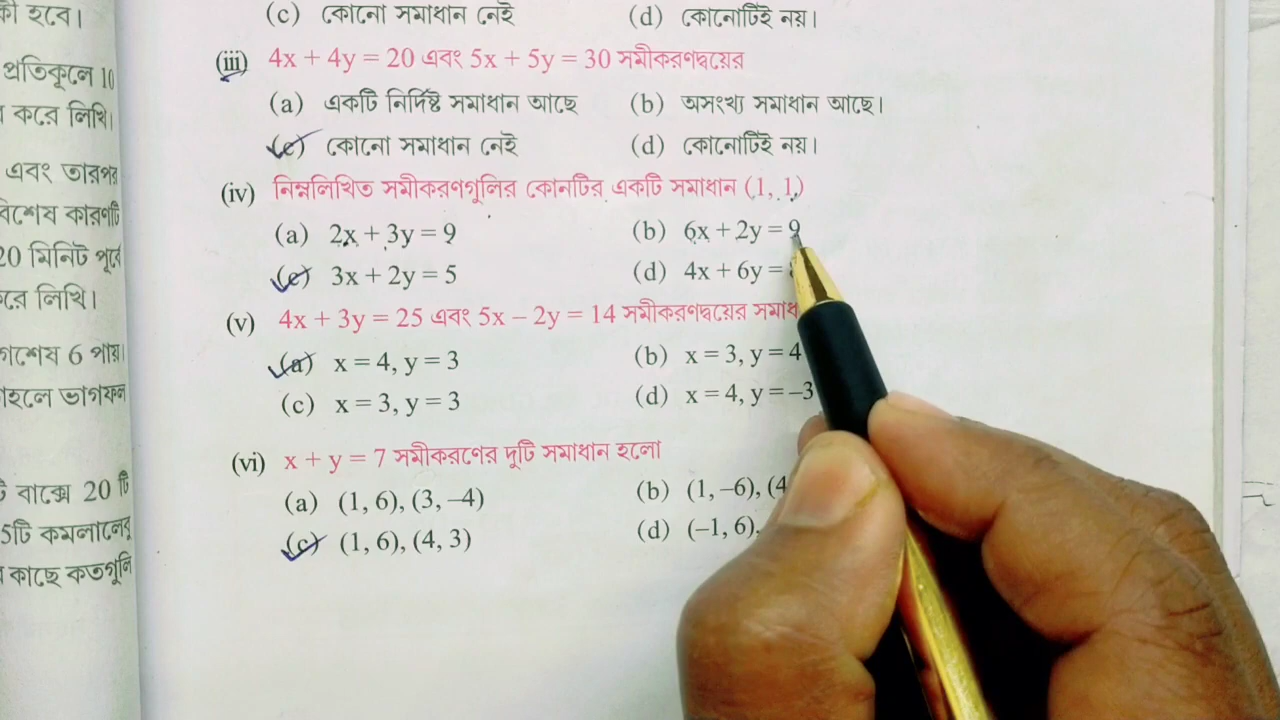 কী হবে।
প্রতিকূলে 10
করে লিখি।
এবং তারপর
বিশেষ কারণটি
20 মিনিট পূর্বে
করে লিখি।
গশেষ 6 পায়।
তাহলে ভাগফল
বাক্সে 20 টি
5টি কমলালেবু
কাছে কতগুলি
(c) কোনো সমাধান নেই (d) কোনোটিই নয়।
(iii) 4x + 4y = 20 এবং 5x + 5y = 30 সমীকরণদ্বয়ের
(a) একটি নির্দিষ্ট সমাধান আছে (b) অসংখ্য সমাধান আছে।
(c) কোনো সমাধান নেই (d) কোনোটিই নয়।
(iv) নিম্নলিখিত সমীকরণগুলির কোনটির একটি সমাধান (1, 1)
(a) 2x + 3y = 9 (b) 6x + 2y = 9
(c) 3x + 2y = 5 (d) 4x + 6y =
(v) 4x + 3y = 25 এবং 5x – 2y = 14 সমীকরণদ্বয়ের
(a) x = 4, y = 3 (b) x = 3, y = 4
(c) x = 3, y = 3 (d) x = 4, y = –3
(vi) x + y = 7 সমীকরণের দুটি সমাধান হলো
(a) (1, 6), (3, –4) (b) (1, –6), (4
(c) (1, 6), (4, 3) (d) (–1, 6),